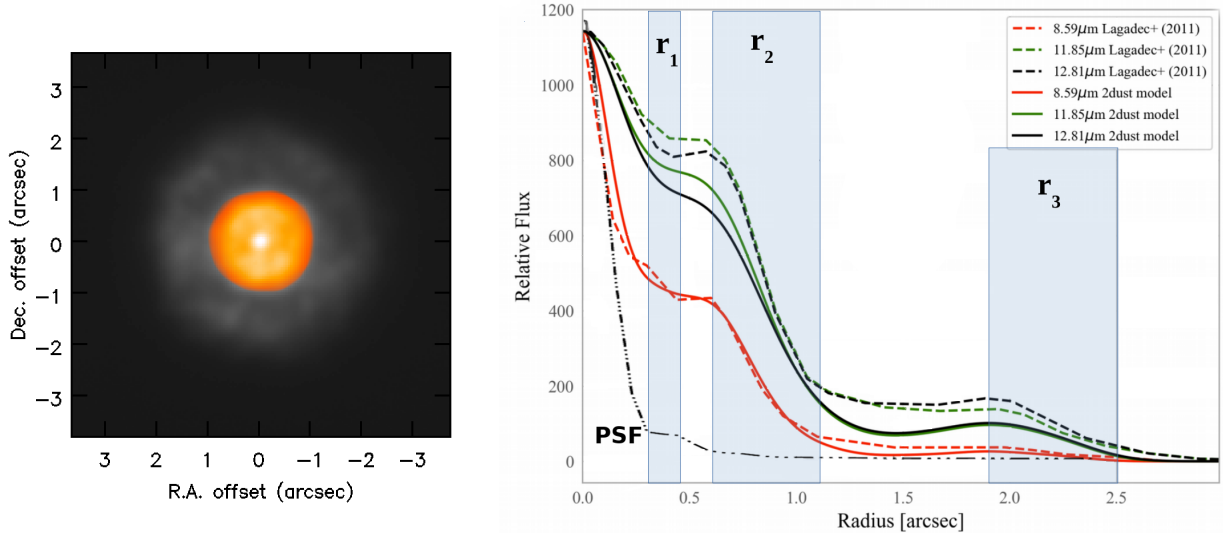 3
2
1
0
−1
−2
−3
Dec. offset (arcsec)
3 2 1 0 −1 −2 −3
R.A. offset (arcsec)
1200
1000
800
600
400
200
0
Relative Flux
r1
r2
r3
8.59μm Lagadec+ (2011)
11.85μm Lagadec+ (2011)
12.81μm Lagadec+ (2011)
8.59μm 2dust model
11.85μm 2dust model
12.81μm 2dust model
PSF
0.0 0.5 1.0 1.5 2.0 2.5
Radius [arcsec]